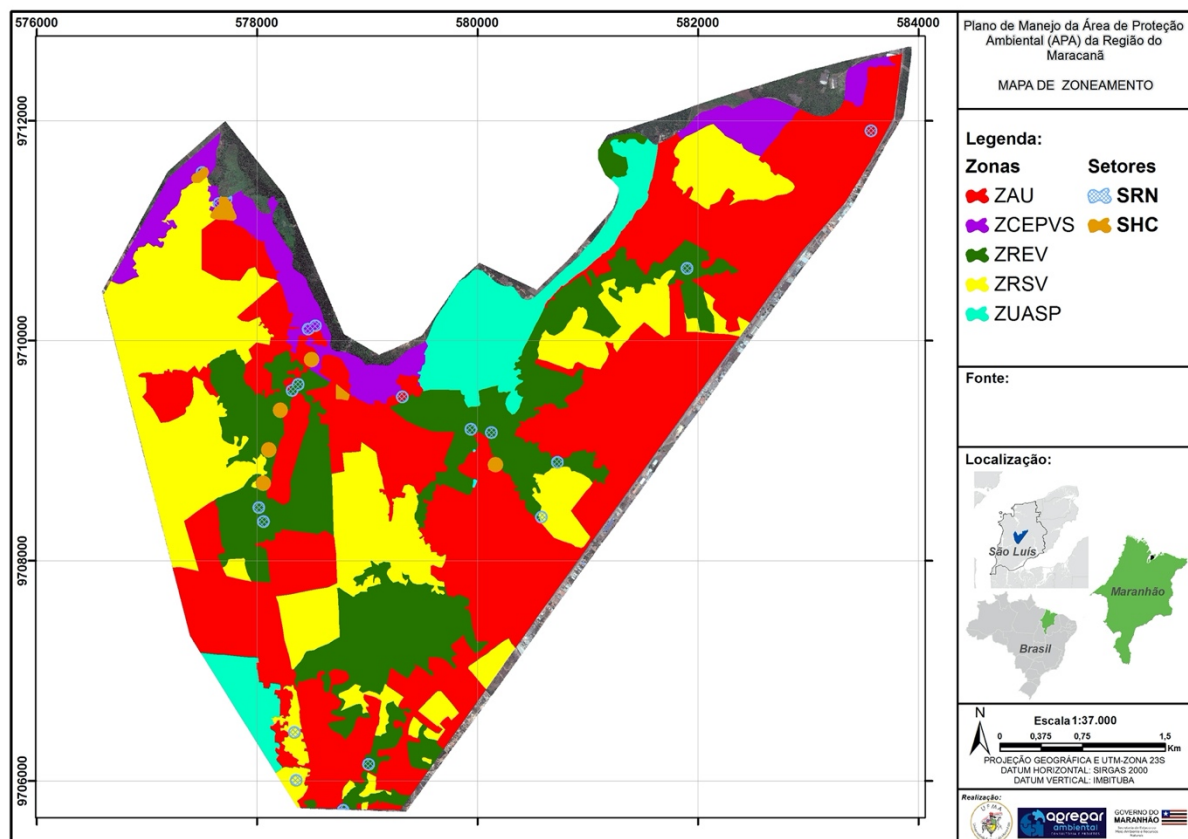 576000 578000 580000 582000 584000
9712000
9710000
9708000
9706000
Plano de Manejo da Área de Proteção
Ambiental (APA) da Região do
Maracanã
MAPA DE ZONEAMENTO
Legenda:
Zonas Setores
ZAU SRN
ZCEPVS SHC
ZREV
ZRSV
ZUASP
Fonte:
Localização:
São Luís
Maranhão
Brasil
N
Escala 1:37.000
0 0,375 0,75 1,5
Km
PROJEÇÃO GEOGRÁFICA E UTM-ZONA 23S
DATUM HORIZONTAL: SIRGAS 2000
DATUM VERTICAL: IMBITUBA
Realização:
UFMA
agrepar
ambiental
GOVERNO DO
MARANHÃO